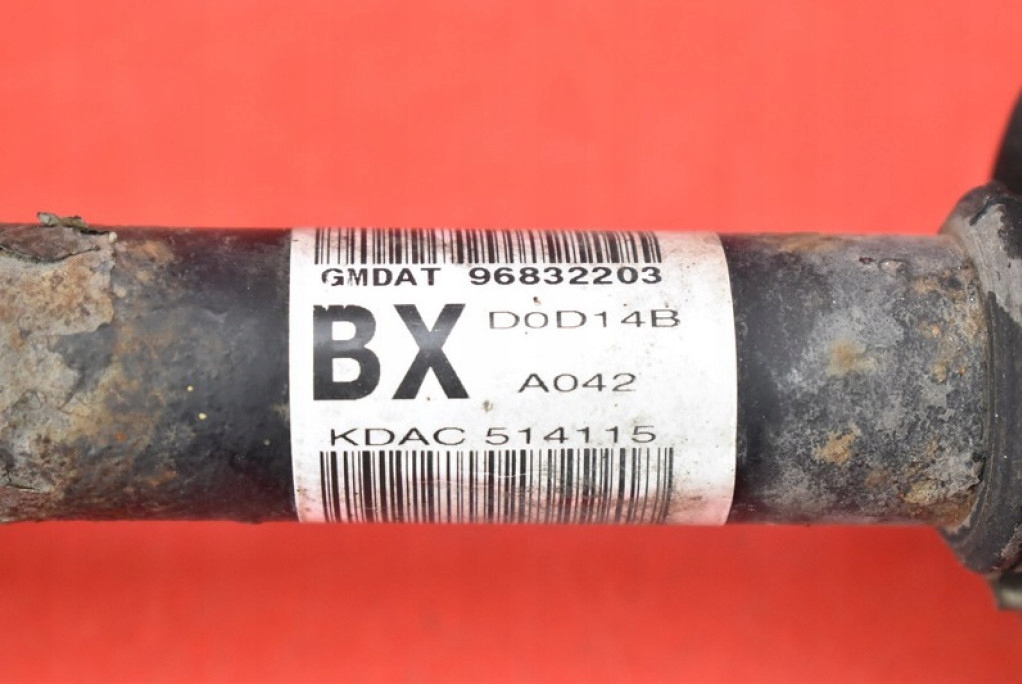 GMDAT 96832203
BX D0D14B
A042
KDAC 514115